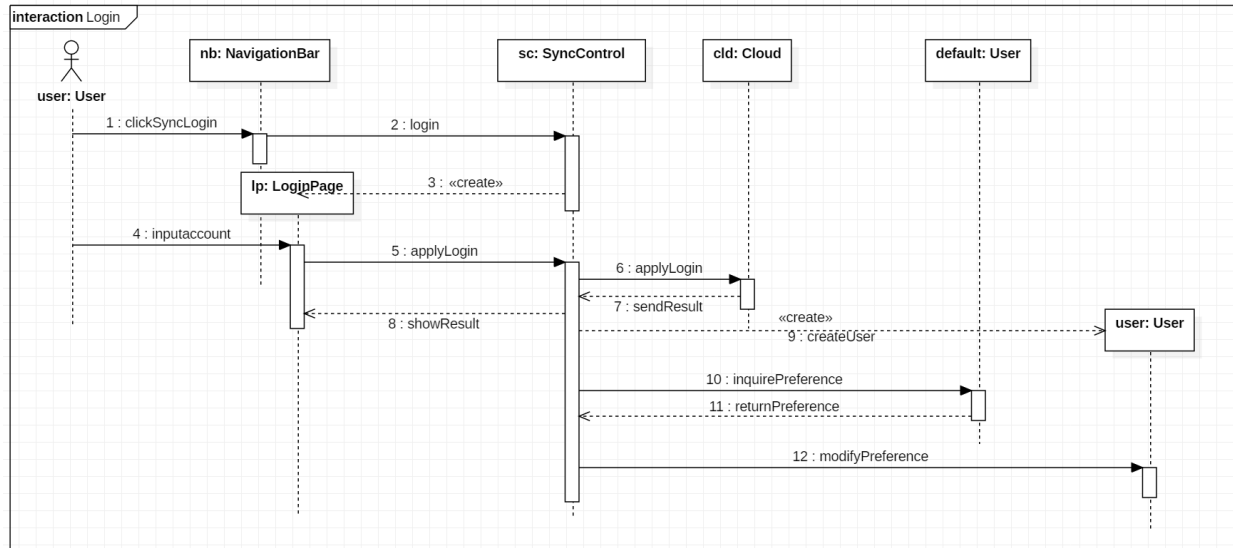 interaction Login
nb: NavigationBar
sc: SyncControl
cld: Cloud
default: User
user: User
1 : clickSyncLogin
2 : login
lp: LoginPage
3 : «create»
4 : inputaccount
5 : applyLogin
6 : applyLogin
7 : sendResult
8 : showResult
«create»
9 : createUser
user: User
10 : inquirePreference
11 : returnPreference
12 : modifyPreference